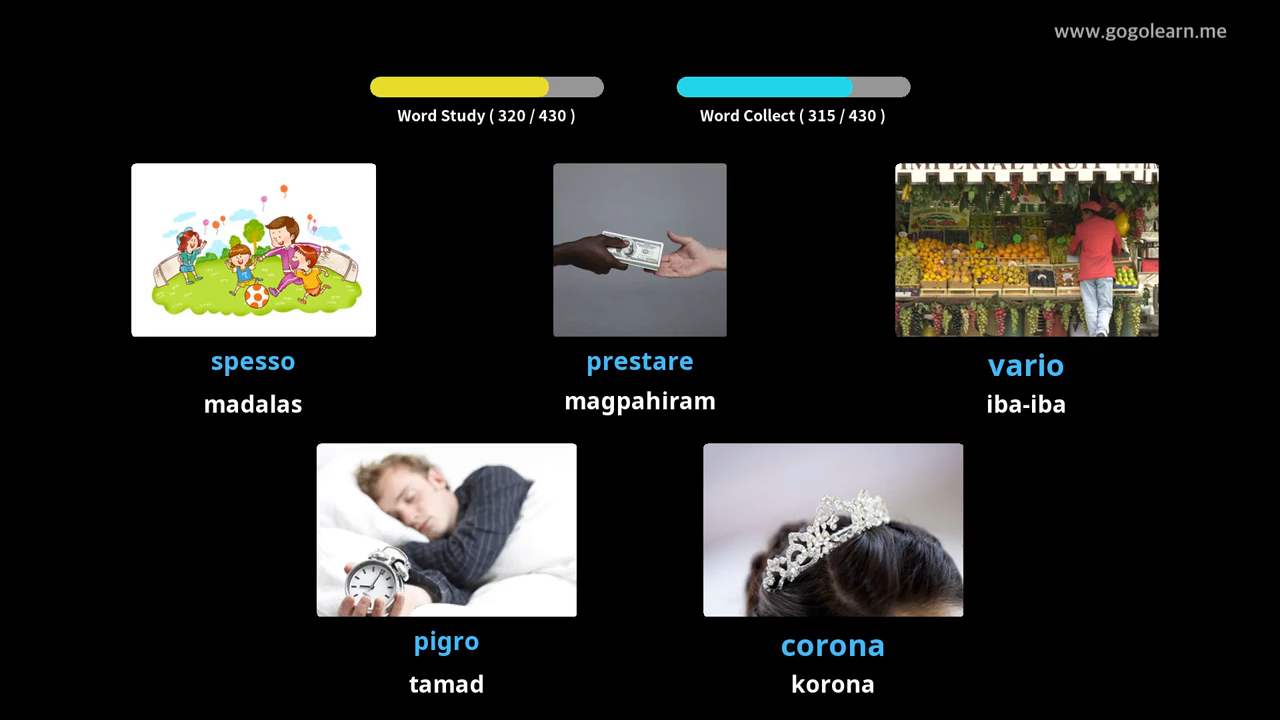 www.gogolearn.me
Word Study ( 320 / 430 )
Word Collect ( 315 / 430 )
spesso
madalas
prestare
magpahiram
vario
iba-iba
pigro
tamad
corona
korona